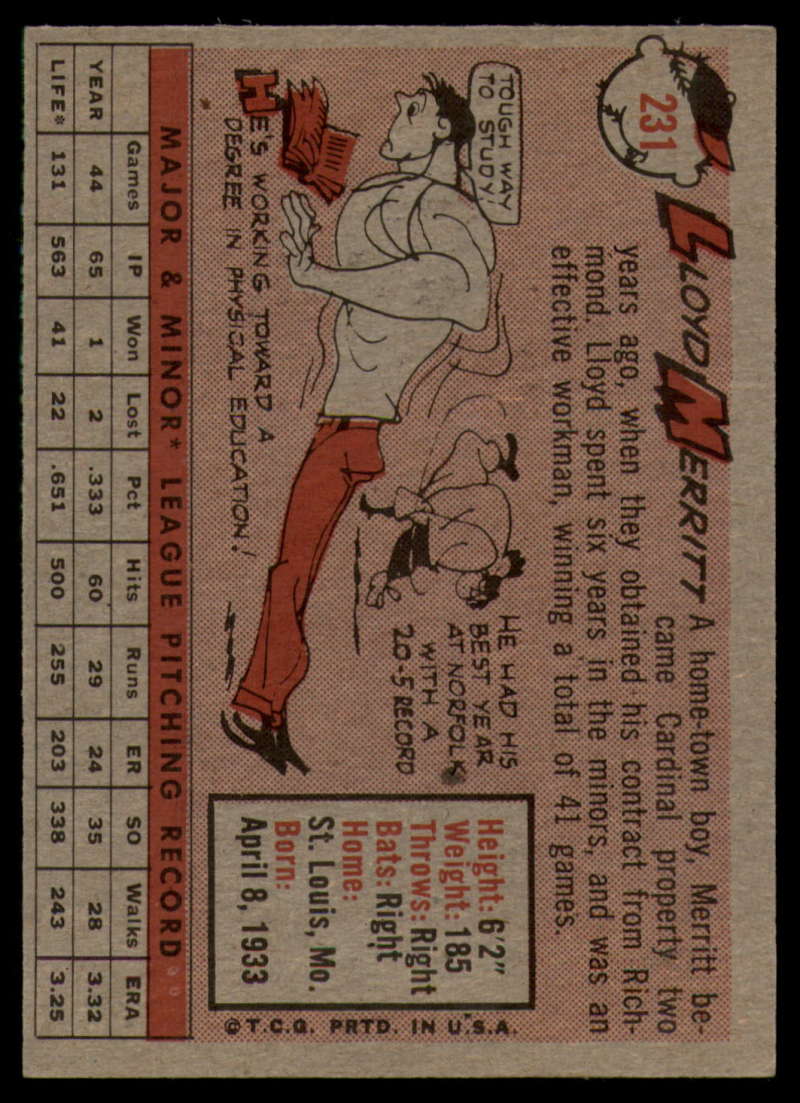 231
LLOYD MERRITT
A home-town boy, Merritt be-
came Cardinal property two
years ago, when they obtained his contract from Rich-
mond. Lloyd spent six years in the minors, and was an
effective workman, winning a total of 41 games.
TOUGH WAY
TO STUDY!
HE'S WORKING TOWARD A
DEGREE IN PHYSICAL EDUCATION!
HE HAD HIS
BEST YEAR
AT NORFOLK
WITH A
20-5 RECORD
Height: 6'2"
Weight: 185
Throws: Right
Bats: Right
Home:
St. Louis, Mo.
Born:
April 8, 1933
©T.C.G. PRTD. IN U.S.A.
MAJOR & MINOR* LEAGUE PITCHING RECORD
Games IP Won Lost Pct Hits Runs ER SO Walks ERA
YEAR 44 65 1 2 .333 60 29 24 35 28 3.32
LIFE* 131 563 41 22 .651 500 255 203 338 243 3.25